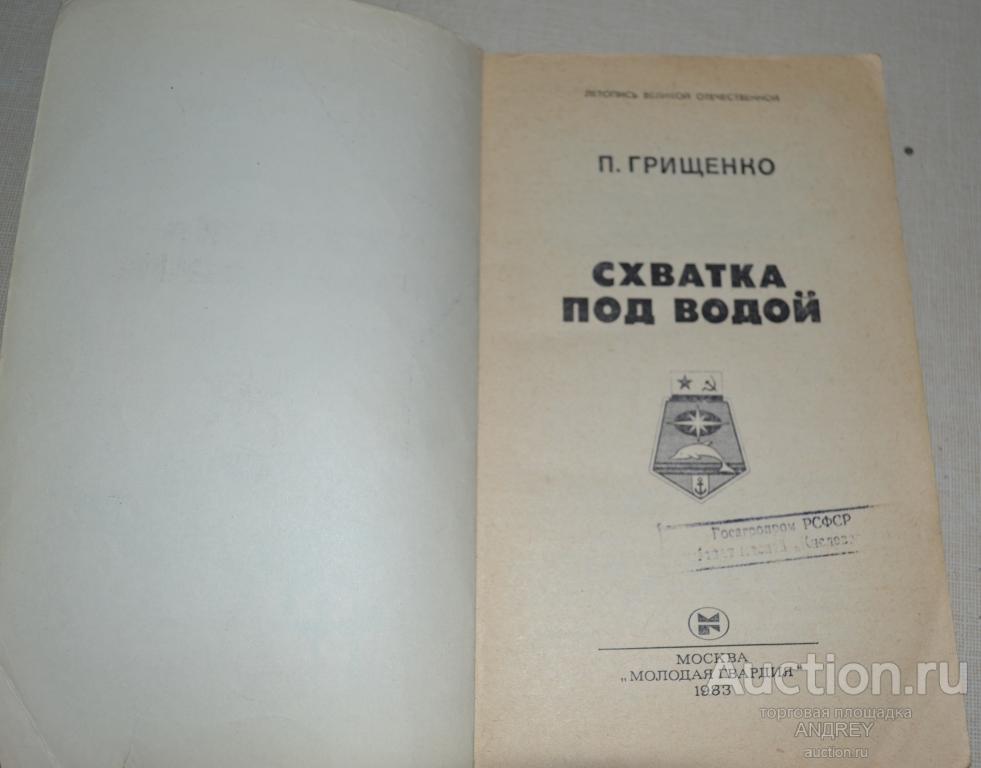 ЛЕТОПИСЬ ВЕЛИКОЙ ОТЕЧЕСТВЕННОЙ
П. ГРИЩЕНКО
СХВАТКА
ПОД ВОДОЙ
Госагропром РСФСР
МОСКВА
„МОЛОДАЯ ГВАРДИЯ“
1983
Auction.ru
торговая площадка
ANDREY
auction.ru